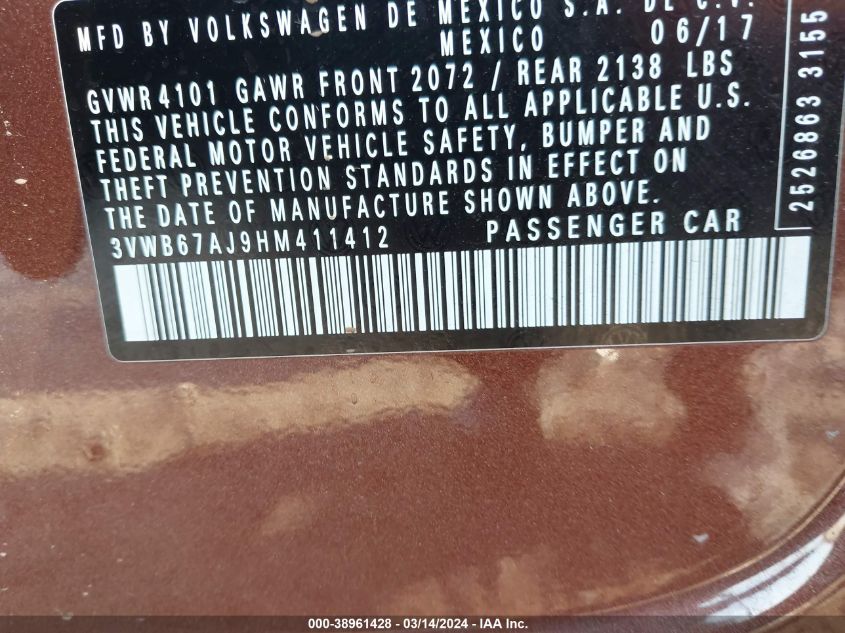 MFD BY VOLKSWAGEN DE MEXICO S.A. DE C.V.
MEXICO 06/17
GVWR 4101 GAWR FRONT 2072 / REAR 2138 LBS
THIS VEHICLE CONFORMS TO ALL APPLICABLE U.S.
FEDERAL MOTOR VEHICLE SAFETY, BUMPER AND
THEFT PREVENTION STANDARDS IN EFFECT ON
THE DATE OF MANUFACTURE SHOWN ABOVE.
3VWB67AJ9HM411412 PASSENGER CAR
2526863 3155
000-38961428 - 03/14/2024 - IAA Inc.